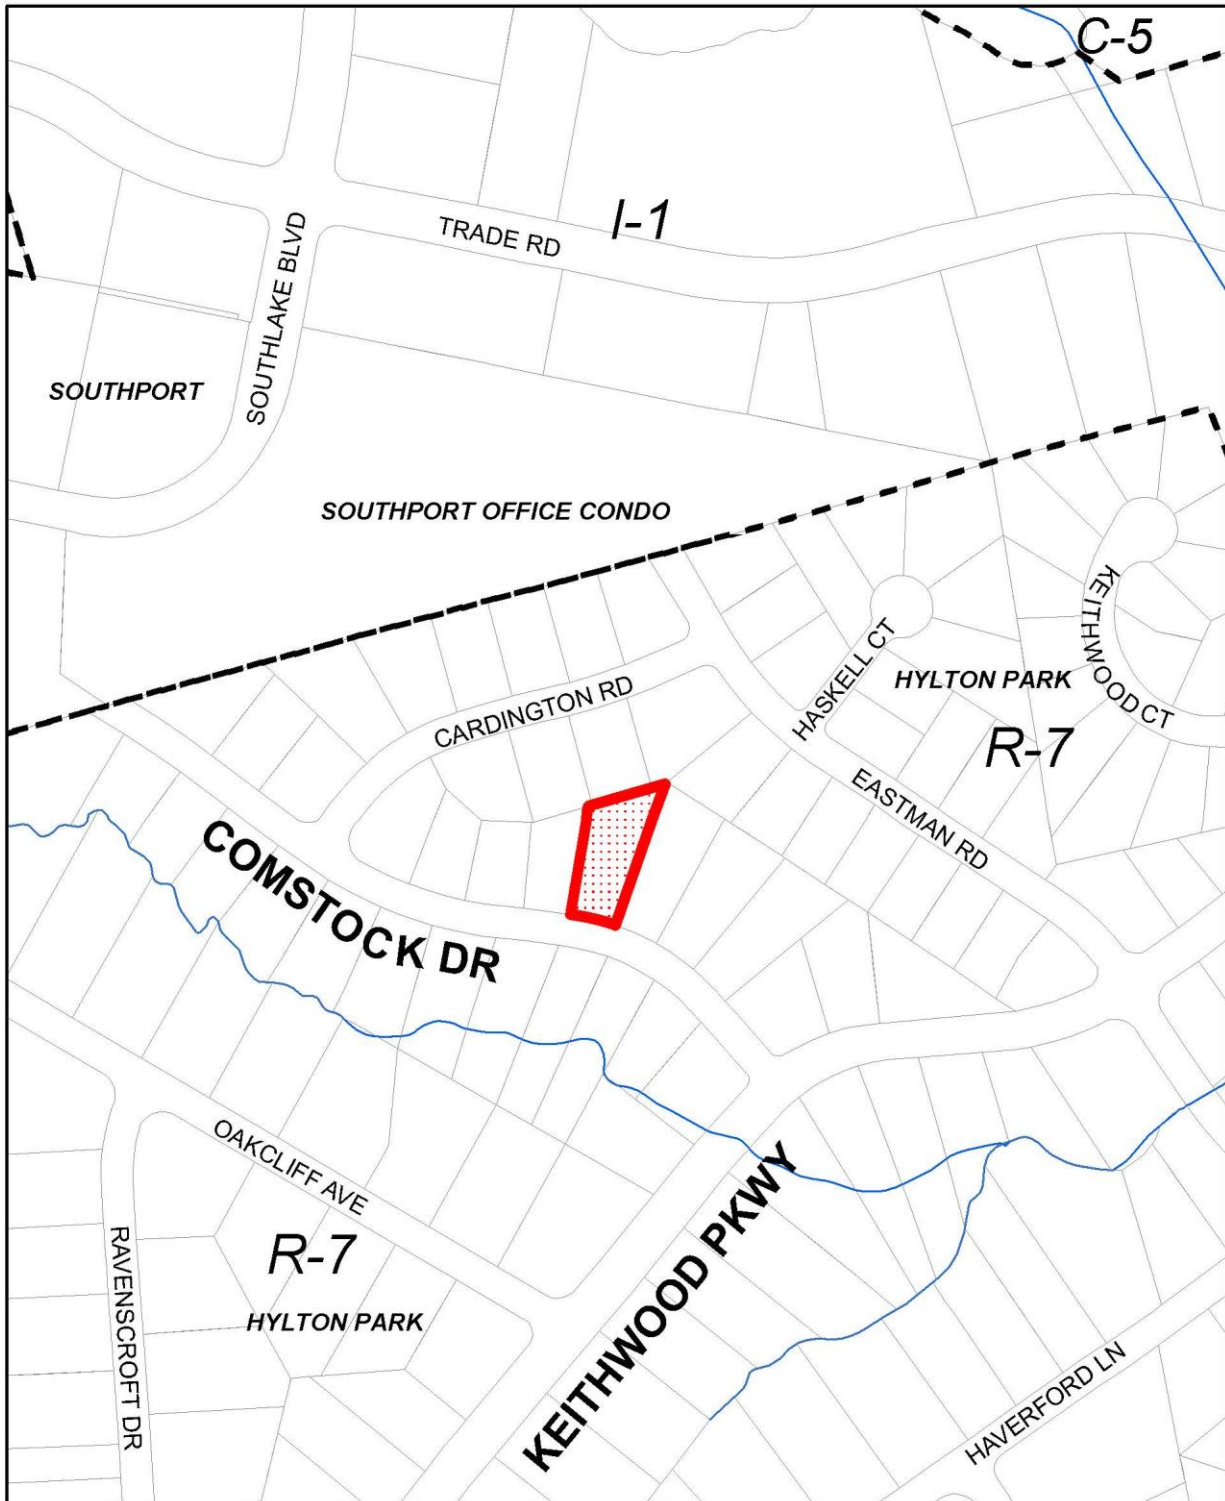 C-5
I-1
TRADE RD
SOUTHLAKE BLVD
SOUTHPORT
SOUTHPORT OFFICE CONDO
KEITHWOOD CT
HASKELL CT
HYLTON PARK
CARDINGTON RD
R-7
EASTMAN RD
COMSTOCK DR
OAKCLIFF AVE
KEITHWOOD PKWY
R-7
RAVENSCROFT DR
HYLTON PARK
HAVERFORD LN